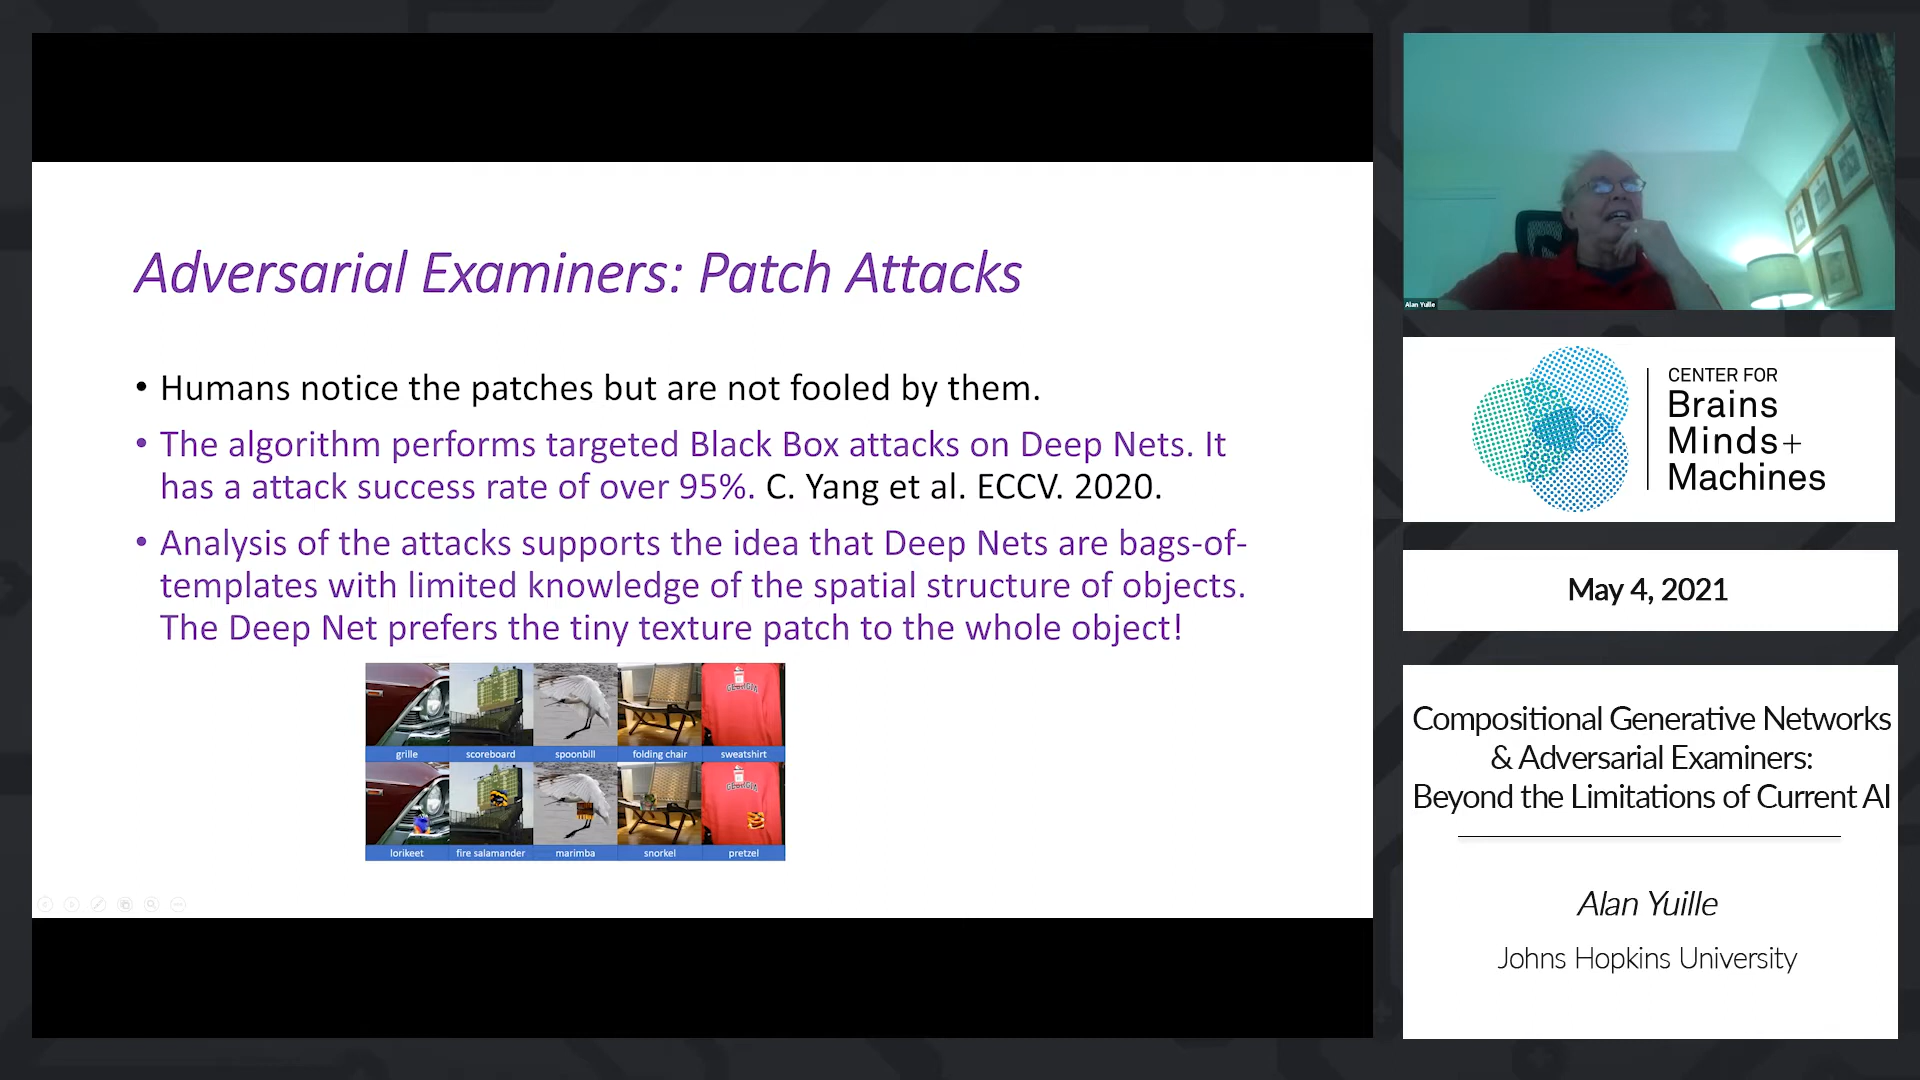 Adversarial Examiners: Patch Attacks
• Humans notice the patches but are not fooled by them.
• The algorithm performs targeted Black Box attacks on Deep Nets. It
has a attack success rate of over 95%. C. Yang et al. ECCV. 2020.
• Analysis of the attacks supports the idea that Deep Nets are bags-of-
templates with limited knowledge of the spatial structure of objects.
The Deep Net prefers the tiny texture patch to the whole object!
GEORGIA
grille scoreboard spoonbill folding chair sweatshirt
GEORGIA
lorikeet fire salamander marimba snorkel pretzel
Alan Yuille
CENTER FOR
Brains
Minds+
Machines
May 4, 2021
Compositional Generative Networks
& Adversarial Examiners:
Beyond the Limitations of Current AI
Alan Yuille
Johns Hopkins University